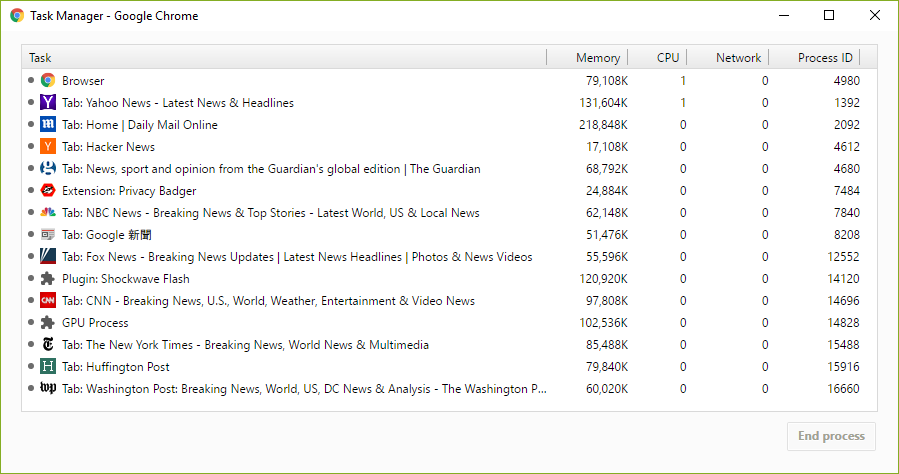 Task Manager - Google Chrome
Task Memory CPU Network Process ID
Browser 79,108K 1 0 4980
Y Tab: Yahoo News - Latest News & Headlines 131,604K 1 0 1392
m Tab: Home | Daily Mail Online 218,848K 0 0 2092
Y Tab: Hacker News 17,108K 0 0 4612
Tab: News, sport and opinion from the Guardian's global edition | The Guardian 68,792K 0 0 4680
Extension: Privacy Badger 24,884K 0 0 7484
Tab: NBC News - Breaking News & Top Stories - Latest World, US & Local News 62,148K 0 0 7840
Tab: Google 新聞 51,476K 0 0 8208
Tab: Fox News - Breaking News Updates | Latest News Headlines | Photos & News Videos 55,596K 0 0 12552
Plugin: Shockwave Flash 120,920K 0 0 14120
CNN Tab: CNN - Breaking News, U.S., World, Weather, Entertainment & Video News 97,808K 0 0 14696
GPU Process 102,536K 0 0 14828
T Tab: The New York Times - Breaking News, World News & Multimedia 85,488K 0 0 15488
H Tab: Huffington Post 79,840K 0 0 15916
wp Tab: Washington Post: Breaking News, World, US, DC News & Analysis - The Washington P... 60,020K 0 0 16660
End process